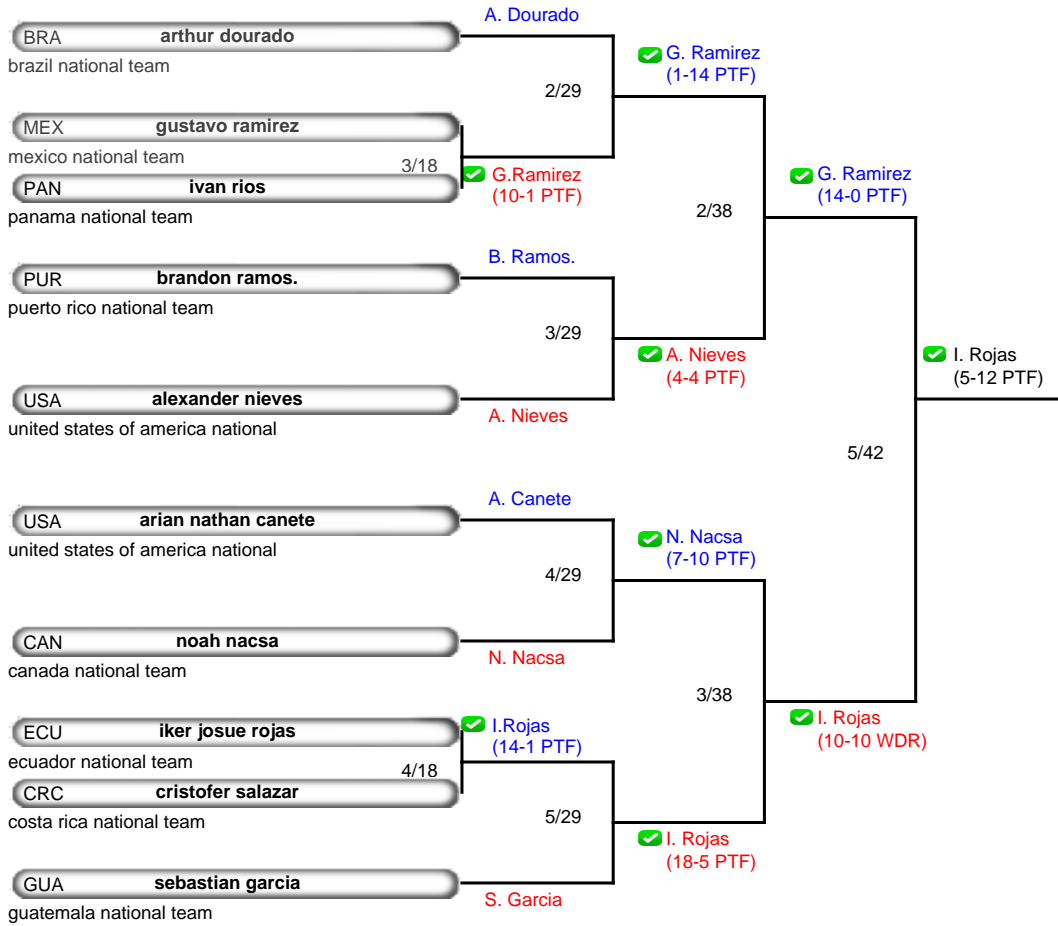 A. Dourado
BRA arthur dourado
brazil national team
G. Ramirez
(1-14 PTF)
2/29
MEX gustavo ramirez
mexico national team
3/18
G.Ramirez
(10-1 PTF)
PAN ivan rios
panama national team
G. Ramirez
(14-0 PTF)
2/38
B. Ramos.
PUR brandon ramos.
puerto rico national team
3/29
A. Nieves
(4-4 PTF)
I. Rojas
(5-12 PTF)
USA alexander nieves
united states of america national
A. Nieves
5/42
A. Canete
USA arian nathan canete
united states of america national
N. Nacsa
(7-10 PTF)
4/29
CAN noah nacsa
canada national team
N. Nacsa
3/38
I. Rojas
(10-10 WDR)
ECU iker josue rojas
ecuador national team
I.Rojas
(14-1 PTF)
4/18
CRC cristofer salazar
costa rica national team
5/29
I. Rojas
(18-5 PTF)
GUA sebastian garcia
guatemala national team
S. Garcia